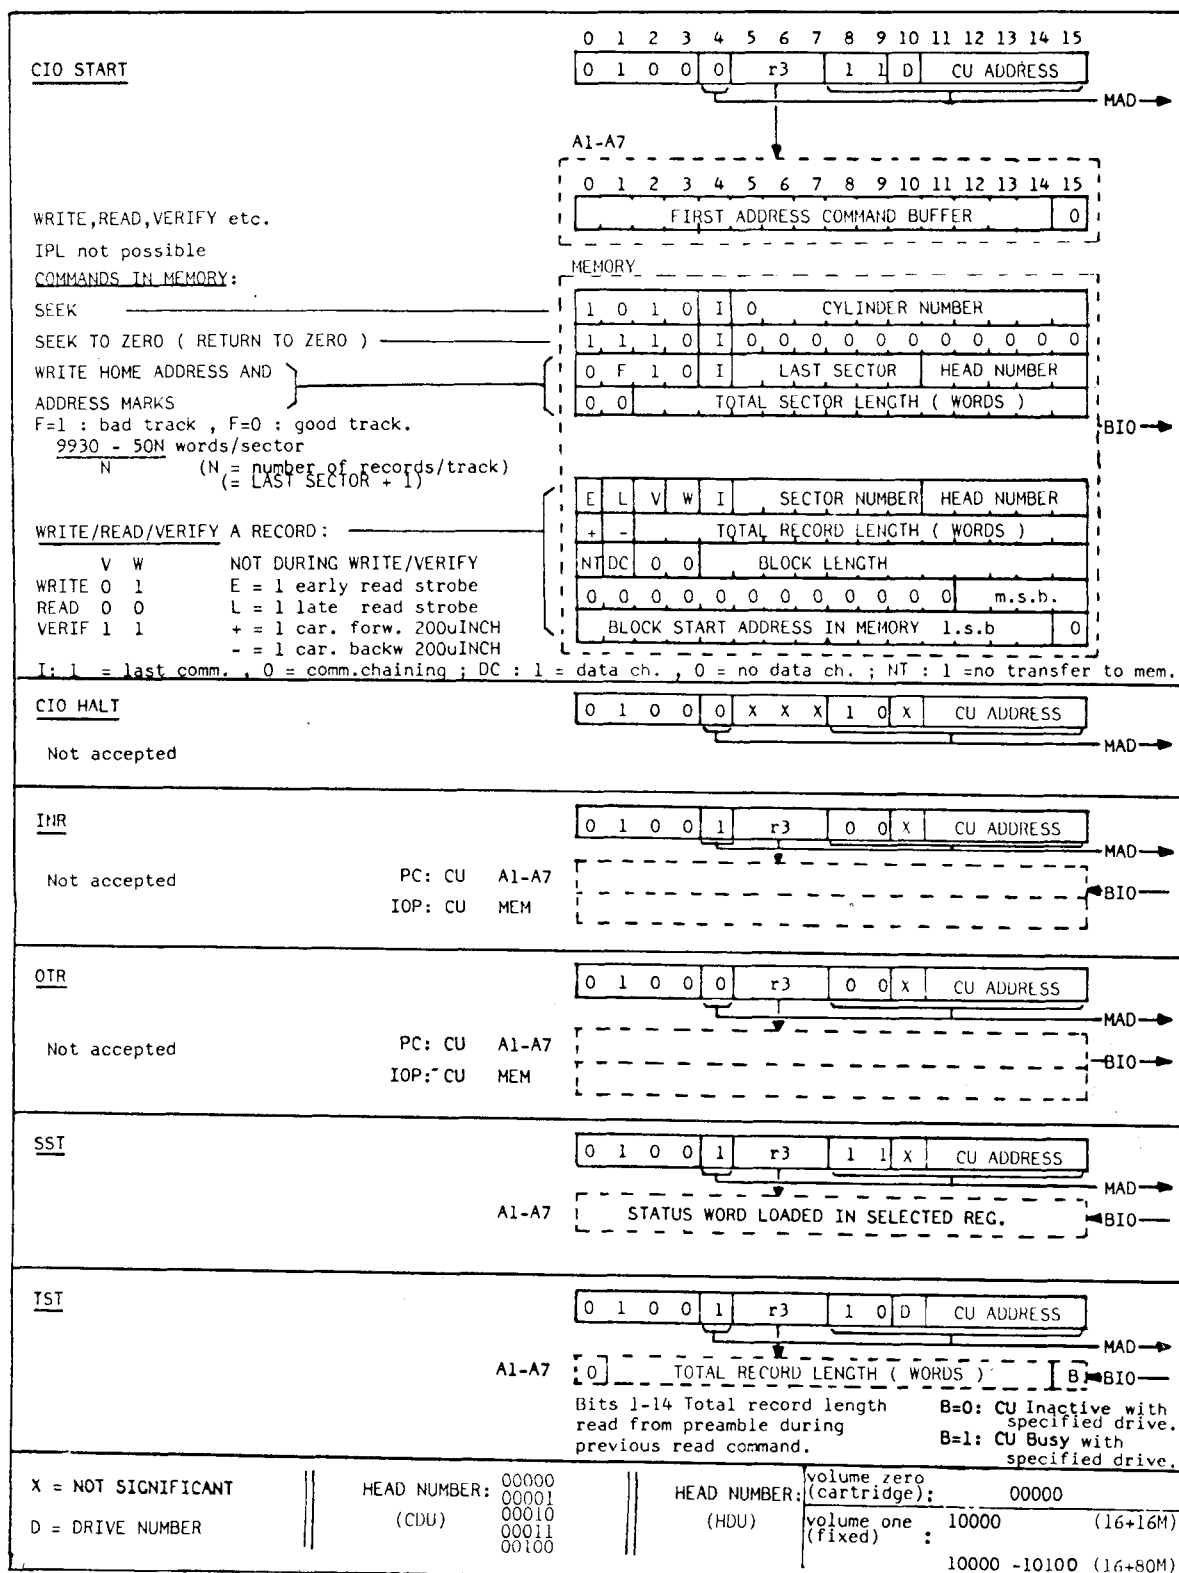 0 1 2 3 4 5 6 7 8 9 10 11 12 13 14 15
CIO START
0 1 0 0 0 r3 1 1 D CU ADDRESS
MAD
A1-A7
0 1 2 3 4 5 6 7 8 9 10 11 12 13 14 15
FIRST ADDRESS COMMAND BUFFER 0
WRITE,READ,VERIFY etc.
IPL not possible
COMMANDS IN MEMORY:
MEMORY
SEEK
1 0 1 0 I 0 CYLINDER NUMBER
SEEK TO ZERO ( RETURN TO ZERO )
1 1 1 0 I 0 0 0 0 0 0 0 0 0 0 0
WRITE HOME ADDRESS AND
ADDRESS MARKS
0 F 1 0 I LAST SECTOR HEAD NUMBER
0 0 TOTAL SECTOR LENGTH ( WORDS )
BIO
F=1 : bad track , F=0 : good track.
9930 - 50N words/sector
N (N = number of records/track)
(= LAST SECTOR + 1)
E L V W I SECTOR NUMBER HEAD NUMBER
+ - TOTAL RECORD LENGTH ( WORDS )
NT DC 0 0 BLOCK LENGTH
0 0 0 0 0 0 0 0 0 0 0 0 m.s.b.
BLOCK START ADDRESS IN MEMORY l.s.b 0
WRITE/READ/VERIFY A RECORD:
V W NOT DURING WRITE/VERIFY
WRITE 0 1 E = 1 early read strobe
READ 0 0 L = 1 late read strobe
VERIF 1 1 + = 1 car. forw. 200uINCH
- = 1 car. backw 200uINCH
I: 1 = last comm. , 0 = comm.chaining ; DC : 1 = data ch. , 0 = no data ch. ; NT : 1 =no transfer to mem.
CIO HALT
0 1 0 0 0 X X X 1 0 X CU ADDRESS
MAD
Not accepted
INR
0 1 0 0 1 r3 0 0 X CU ADDRESS
MAD
Not accepted
PC: CU A1-A7
BIO
IOP: CU MEM
OTR
0 1 0 0 0 r3 0 0 X CU ADDRESS
MAD
Not accepted
PC: CU A1-A7
BIO
IOP: CU MEM
SST
0 1 0 0 1 r3 1 1 X CU ADDRESS
MAD
A1-A7 STATUS WORD LOADED IN SELECTED REG. BIO
TST
0 1 0 0 1 r3 1 0 D CU ADDRESS
MAD
A1-A7 0 TOTAL RECORD LENGTH ( WORDS ) B BIO
Bits 1-14 Total record length
read from preamble during
previous read command.
B=0: CU Inactive with
specified drive.
B=1: CU Busy with
specified drive.
X = NOT SIGNIFICANT
D = DRIVE NUMBER
HEAD NUMBER:
(CDU)
00000
00001
00010
00011
00100
HEAD NUMBER:
(HDU)
volume zero
(cartridge): 00000
volume one 10000 (16+16M)
(fixed) :
10000 -10100 (16+80M)